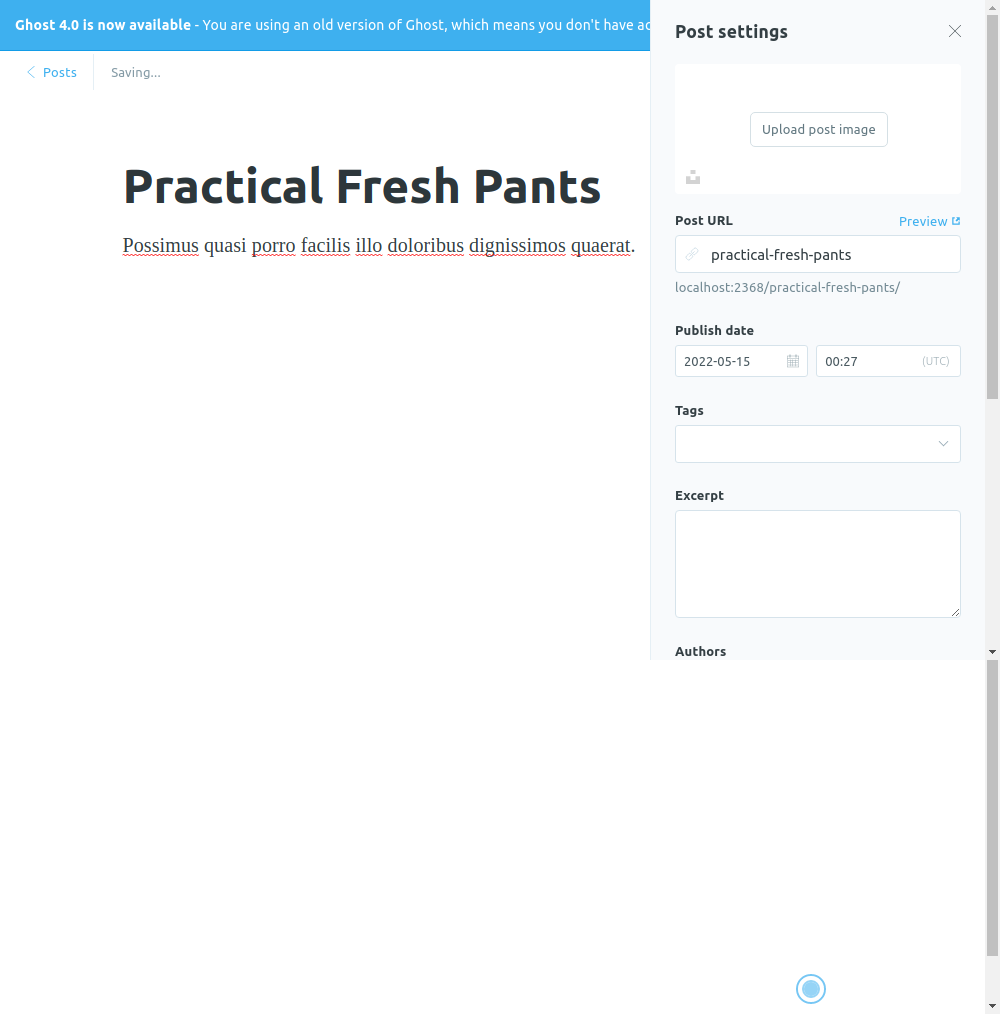 Ghost 4.0 is now available - You are using an old version of Ghost, which means you don't have
Post settings
Posts
Saving...
Upload post image
Practical Fresh Pants
Possimus quasi porro facilis illo doloribus dignissimos quaerat.
Post URL
Preview
practical-fresh-pants
localhost:2368/practical-fresh-pants/
Publish date
2022-05-15
00:27
(UTC)
Tags
Excerpt
Authors